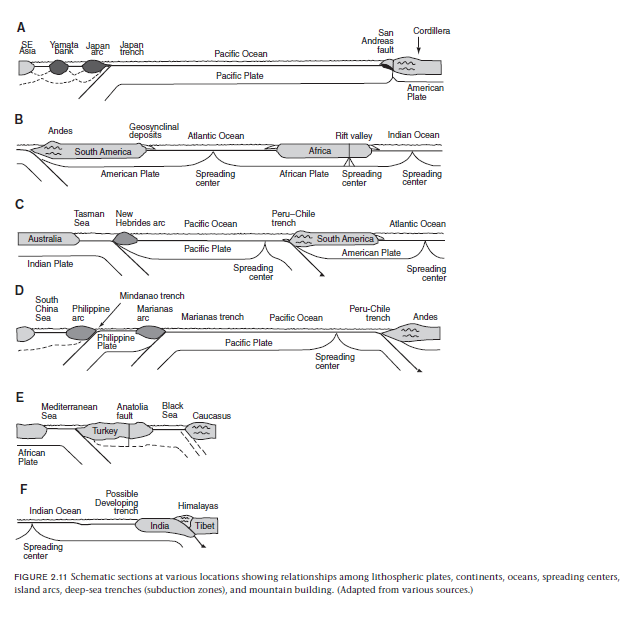 A
SE Asia
Yamata bank
Japan arc
Japan trench
Pacific Ocean
San Andreas fault
Cordillera
Pacific Plate
American Plate
B
Andes
Geosynclinal deposits
Atlantic Ocean
Rift valley
Indian Ocean
South America
Africa
American Plate
Spreading center
African Plate
Spreading center
Spreading center
C
Tasman Sea
New Hebrides arc
Pacific Ocean
Peru–Chile trench
Atlantic Ocean
Australia
South America
Pacific Plate
American Plate
Indian Plate
Spreading center
Spreading center
D
South China Sea
Philippine arc
Mindanao trench
Marianas arc
Marianas trench
Pacific Ocean
Peru-Chile trench
Andes
Philippine Plate
Pacific Plate
Spreading center
E
Mediterranean Sea
Anatolia fault
Black Sea
Caucasus
Turkey
African Plate
F
Indian Ocean
Possible Developing trench
Himalayas
India
Tibet
Spreading center
FIGURE 2.11 Schematic sections at various locations showing relationships among lithospheric plates, continents, oceans, spreading centers,
island arcs, deep-sea trenches (subduction zones), and mountain building. (Adapted from various sources.)